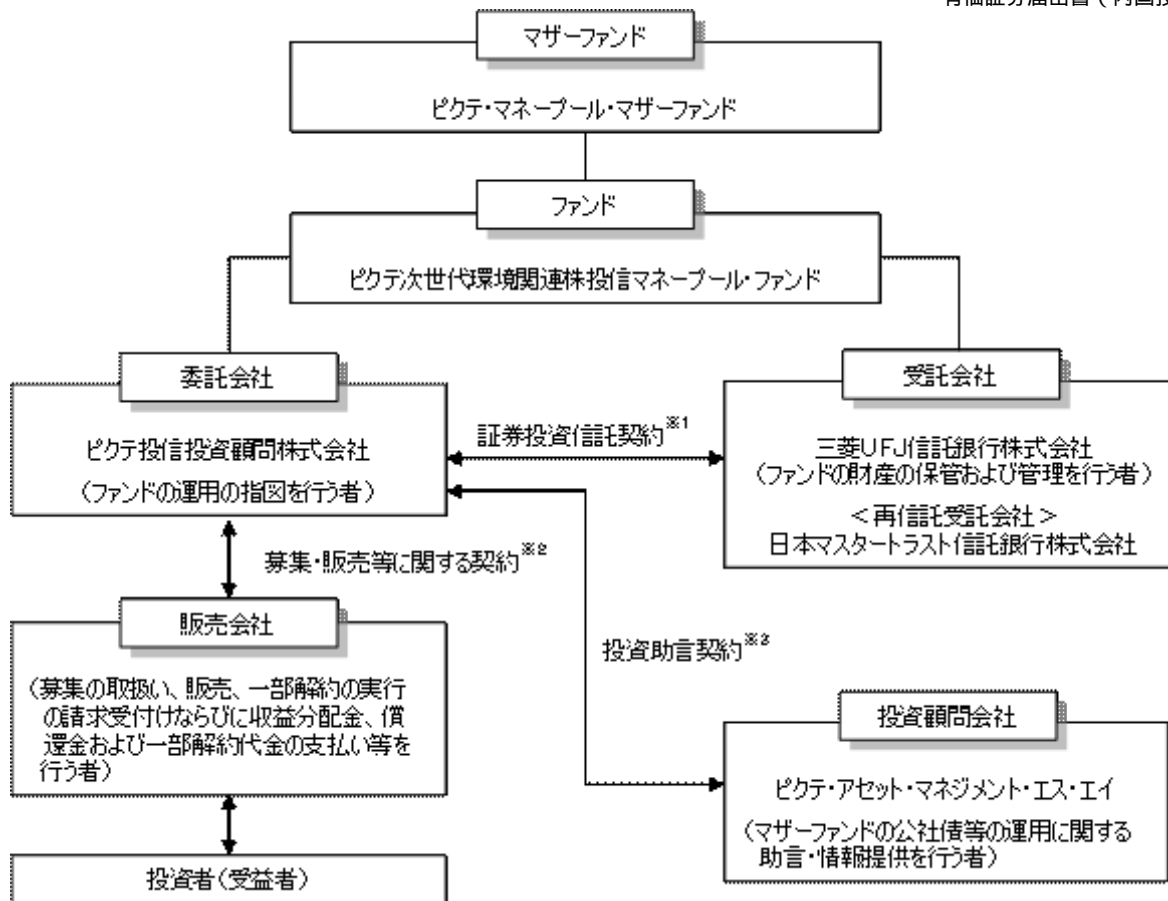 有価証券届出書（内国投
マザーファンド
ピクテ・マネープール・マザーファンド
ファンド
ピクテ次世代環境関連株投信マネープール・ファンド
委託会社
ピクテ投信投資顧問株式会社
（ファンドの運用の指図を行う者）
証券投資信託契約※1
受託会社
三菱UFJ信託銀行株式会社
（ファンドの財産の保管および管理を行う者）
＜再信託受託会社＞
日本マスタートラスト信託銀行株式会社
募集・販売等に関する契約※2
販売会社
（募集の取扱い、販売、一部解約の実行
の請求受付けならびに収益分配金、償
還金および一部解約代金の支払い等を
行う者）
投資助言契約※3
投資顧問会社
ピクテ・アセット・マネジメント・エス・エイ
（マザーファンドの公社債等の運用に関する
助言・情報提供を行う者）
投資者（受益者）